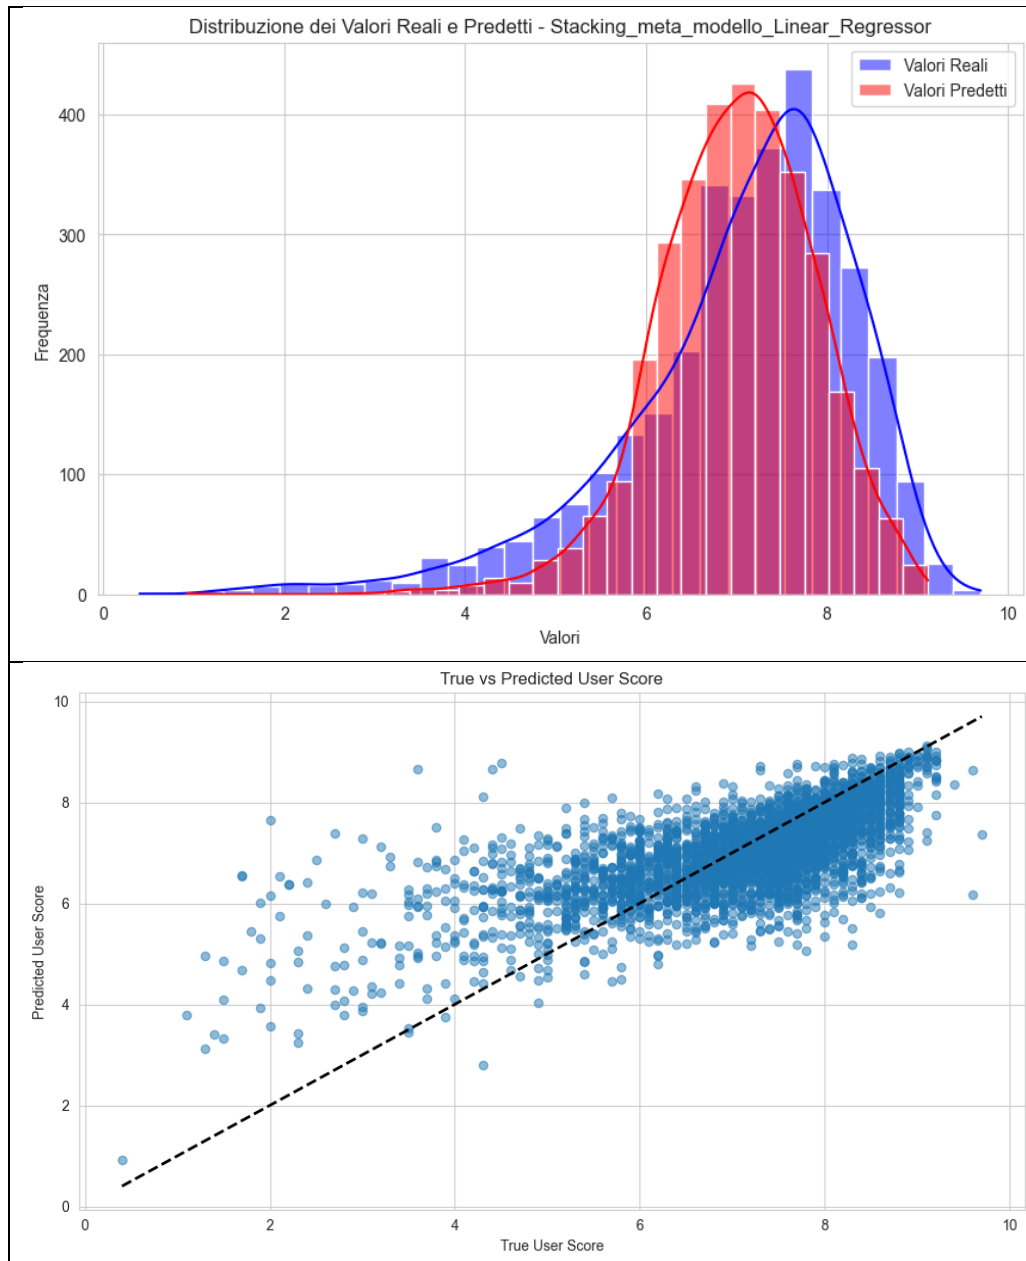 Distribuzione dei Valori Reali e Predetti - Stacking_meta_modello_Linear_Regressor
Valori Reali
Valori Predetti
400
300
200
100
0
Frequenza
0 2 4 6 8 10
Valori
True vs Predicted User Score
10
8
6
4
2
0
Predicted User Score
0 2 4 6 8 10
True User Score